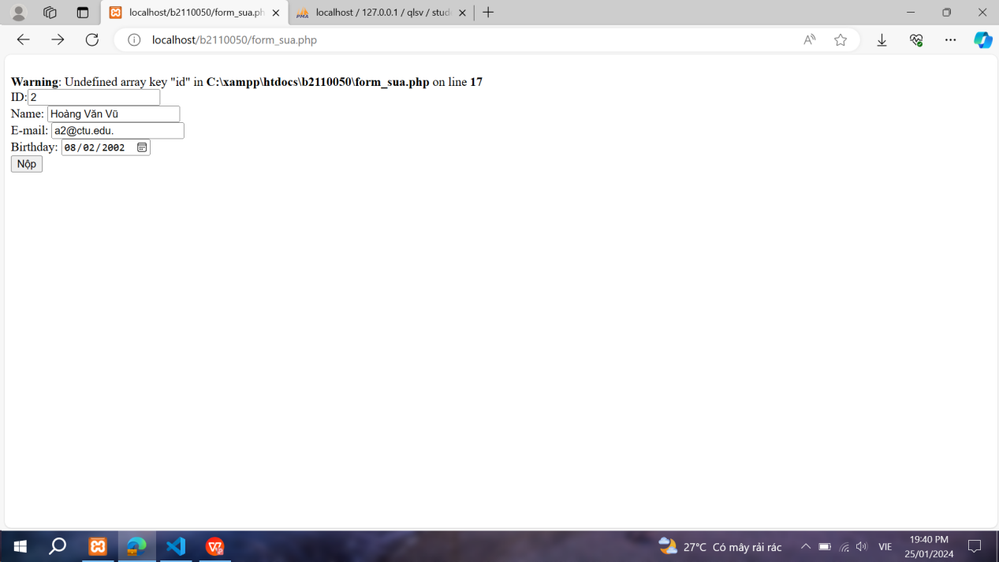 localhost/b2110050/form_sua.ph
localhost / 127.0.0.1 / qlsv / stud
localhost/b2110050/form_sua.php
Warning: Undefined array key "id" in C:\xampp\htdocs\b2110050\form_sua.php on line 17
ID: 2
Name: Hoàng Văn Vũ
E-mail: a2@ctu.edu.
Birthday: 08/02/2002
Nộp
27°C Có mây rải rác
VIE
19:40 PM
25/01/2024